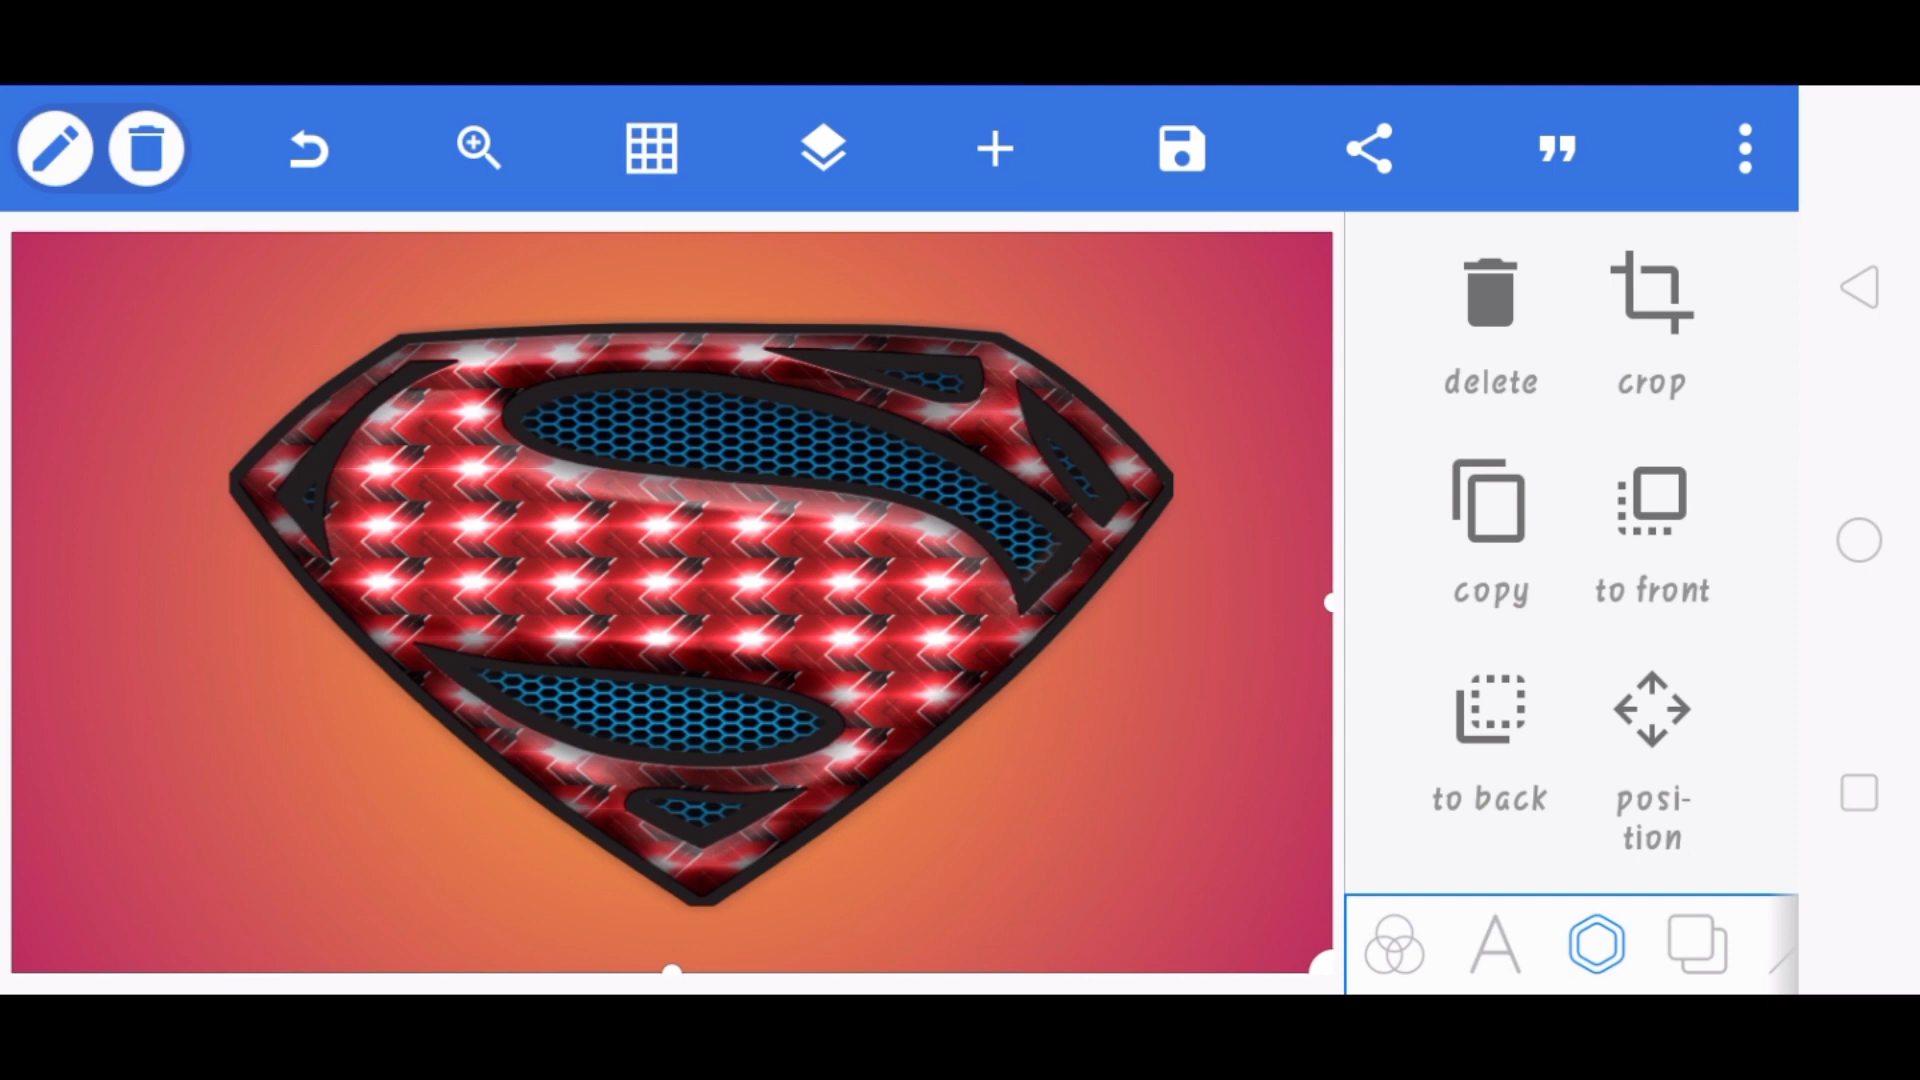 delete
crop
copy
to front
to back
posi-
tion